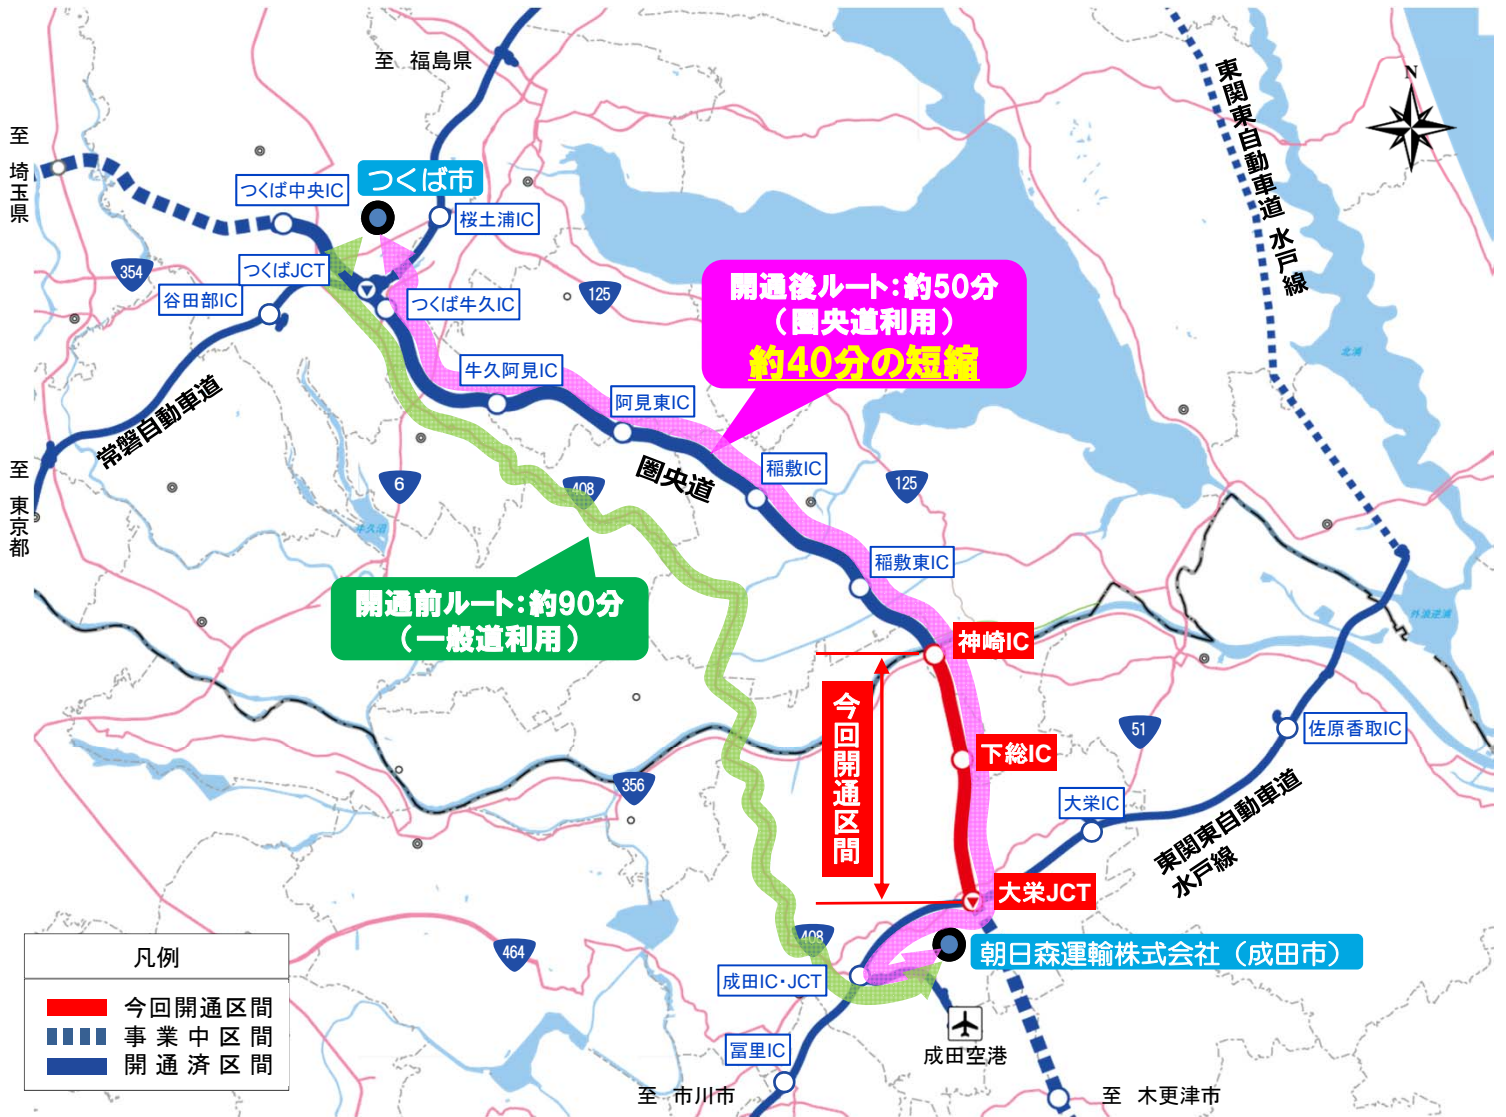 至 福島県
至 埼玉県
つくば中央IC
つくば市
桜土浦IC
つくばJCT
谷田部IC
つくば牛久IC
354
125
開通後ルート：約50分
（圏央道利用）
約40分の短縮
東関東自動車道 水戸線
N
北浦
牛久阿見IC
阿見東IC
常磐自動車道
圏央道
稲敷IC
至 東京都
6
408
125
牛久沼
稲敷東IC
開通前ルート：約90分
（一般道利用）
外浪逆浦
神崎IC
今回開通区間
下総IC
51
佐原香取IC
356
大栄IC
東関東自動車道
水戸線
大栄JCT
408
464
朝日森運輸株式会社（成田市）
成田IC・JCT
成田空港
富里IC
至 市川市
至 木更津市
凡例
今回開通区間
事業中区間
開通済区間